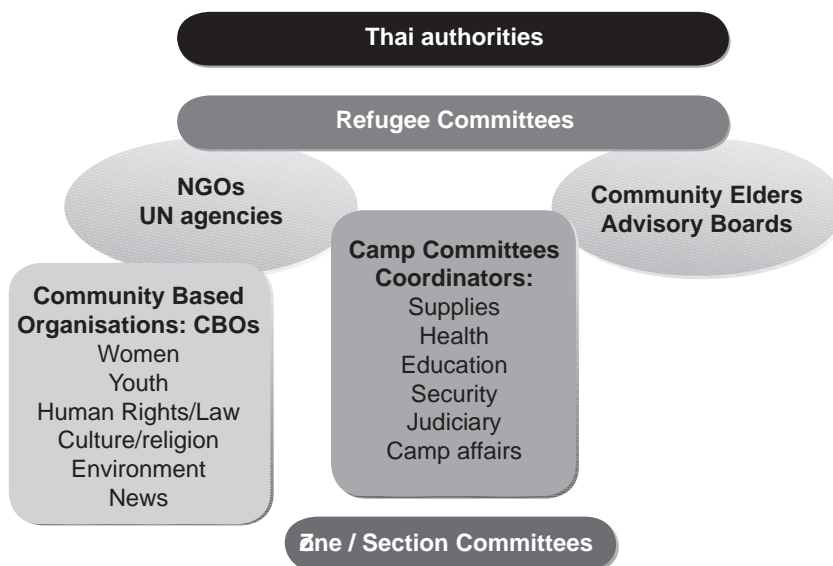 Thai authorities
Refugee Committees
NGOs
UN agencies
Community Elders
Advisory Boards
Camp Committees
Coordinators:
Supplies
Health
Education
Security
Judiciary
Camp affairs
Community Based
Organisations: CBOs
Women
Youth
Human Rights/Law
Culture/religion
Environment
News
Zone / Section Committees